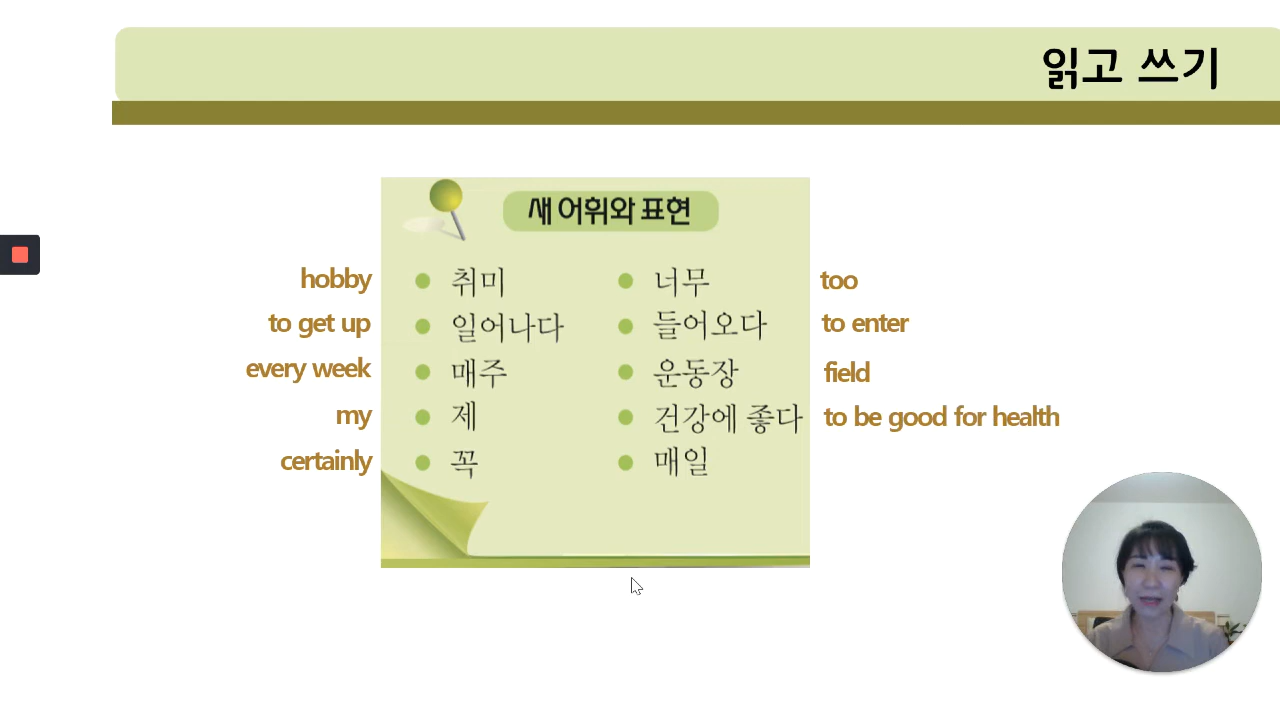 읽고 쓰기
새 어휘와 표현
hobby 취미 너무 too
to get up 일어나다 들어오다 to enter
every week 매주 운동장 field
my 제 건강에 좋다 to be good for health
certainly 꼭 매일